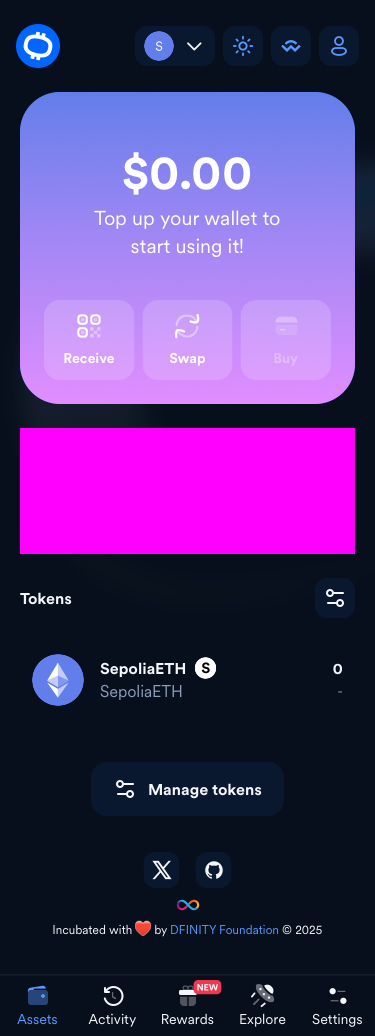 S
$0.00
Top up your wallet to
start using it!
Receive
Swap
Buy
Tokens
SepoliaETH S 0
SepoliaETH -
Manage tokens
Incubated with ❤️ by DFINITY Foundation © 2025
NEW
Assets
Activity
Rewards
Explore
Settings